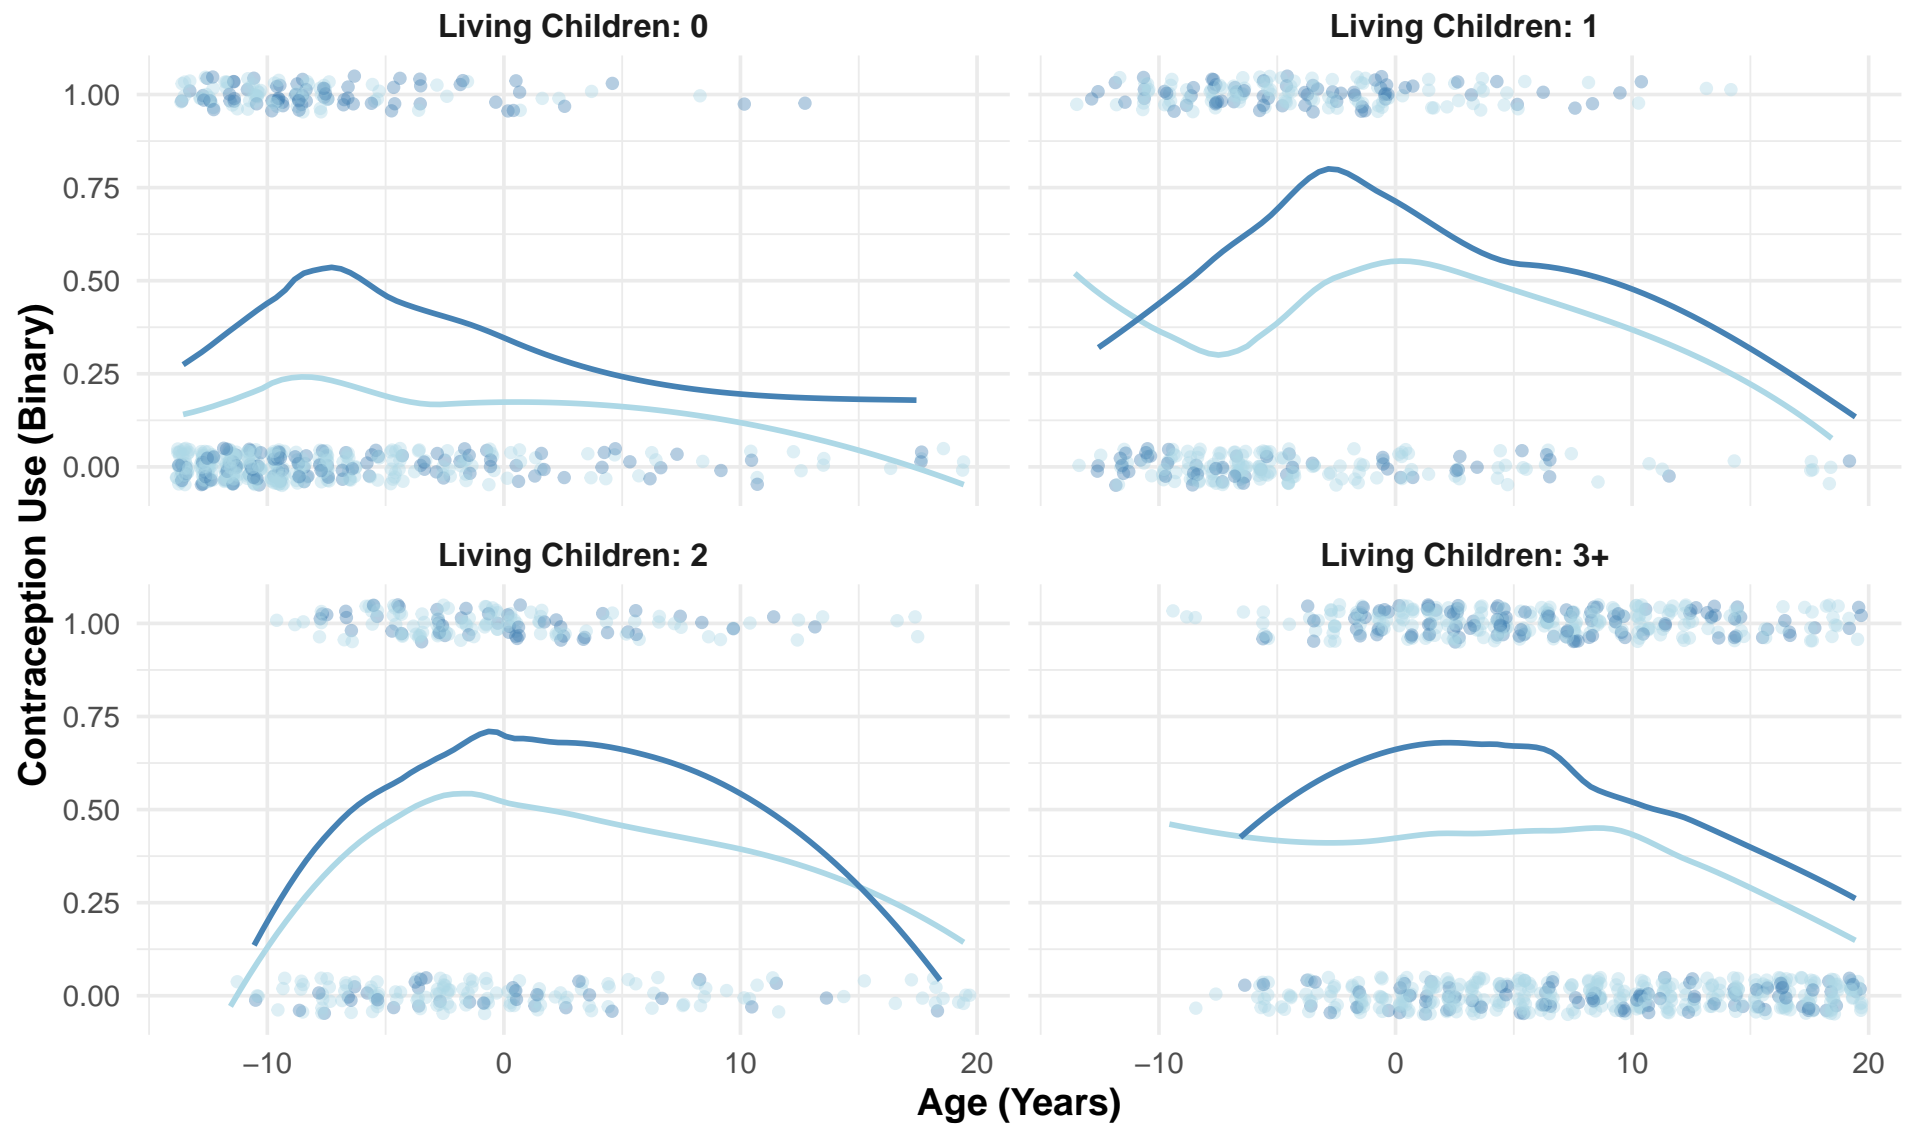 Living Children: 0
Living Children: 1
1.00
0.75
0.50
0.25
0.00
Living Children: 2
Living Children: 3+
1.00
0.75
0.50
0.25
0.00
Contraception Use (Binary)
−10 0 10 20
−10 0 10 20
Age (Years)